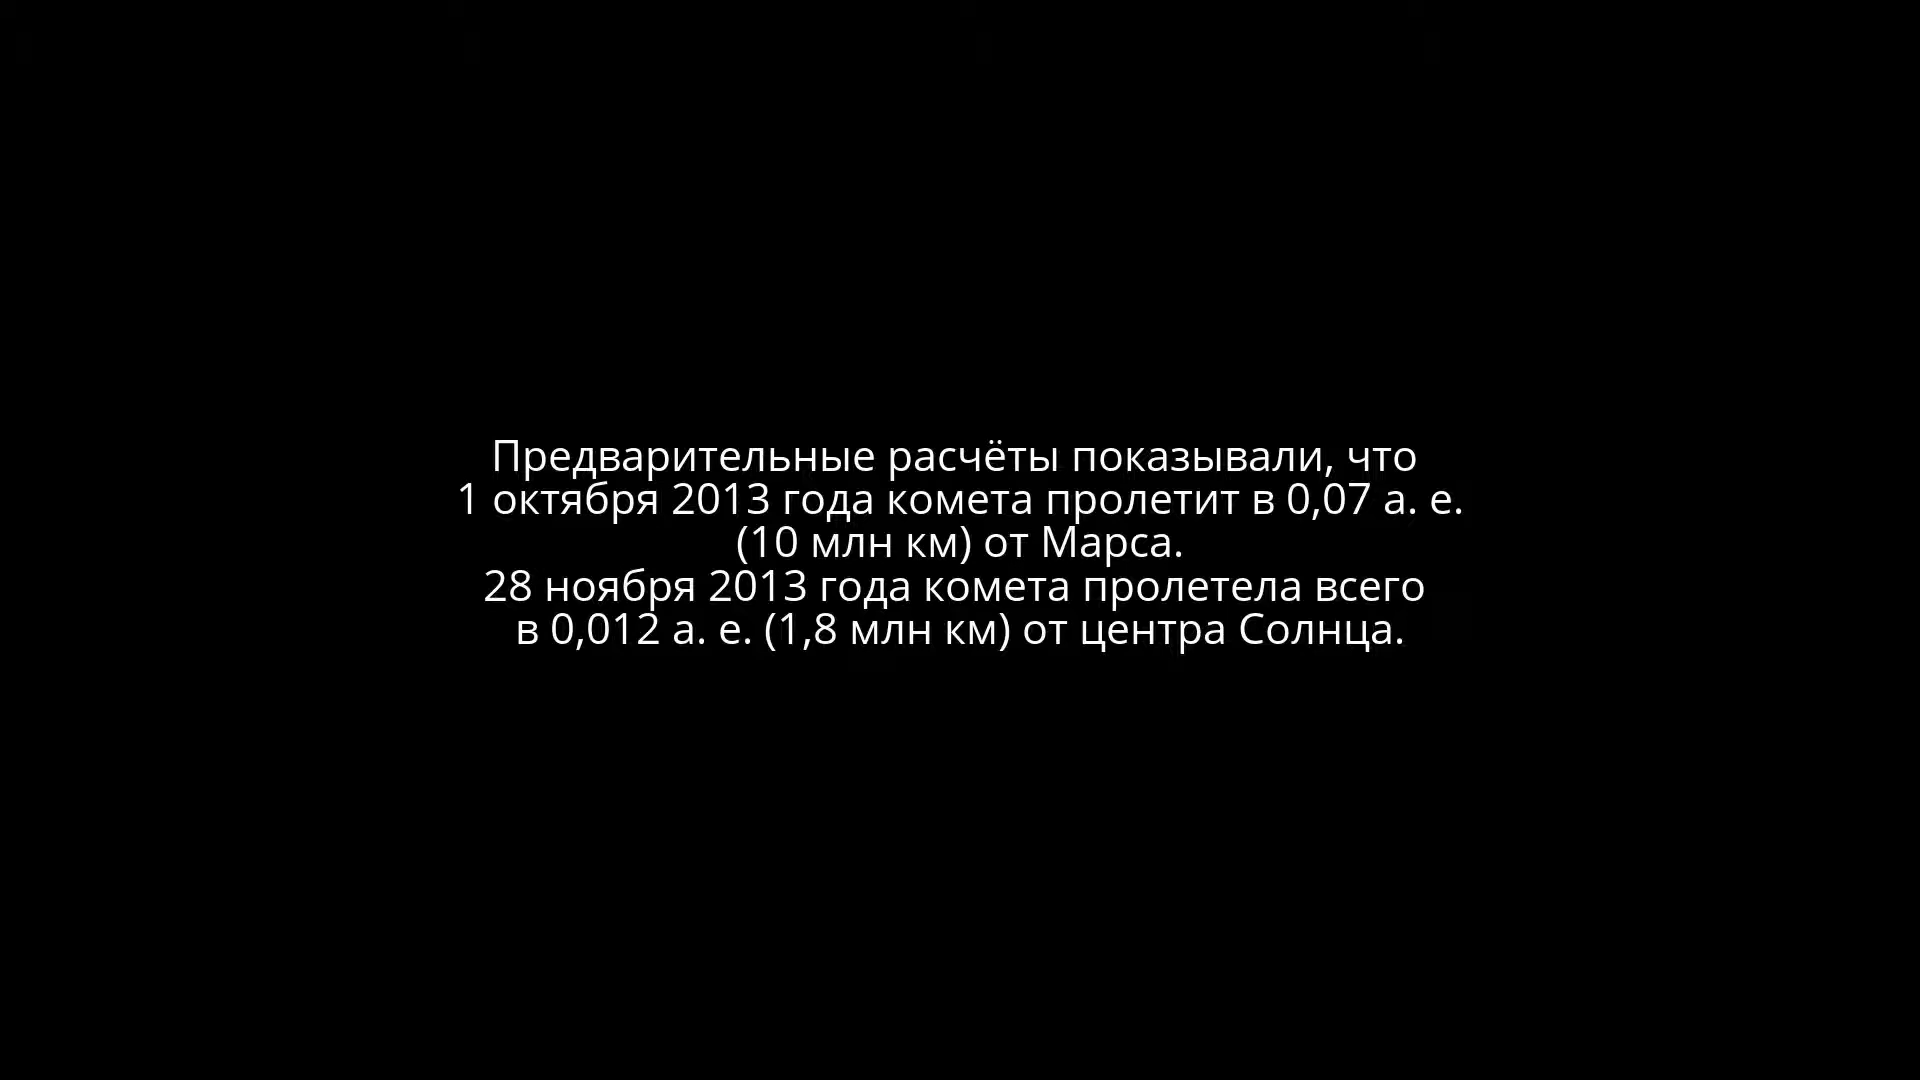 Предварительные расчёты показывали, что
1 октября 2013 года комета пролетит в 0,07 а. е.
(10 млн км) от Марса.
28 ноября 2013 года комета пролетела всего
в 0,012 а. е. (1,8 млн км) от центра Солнца.